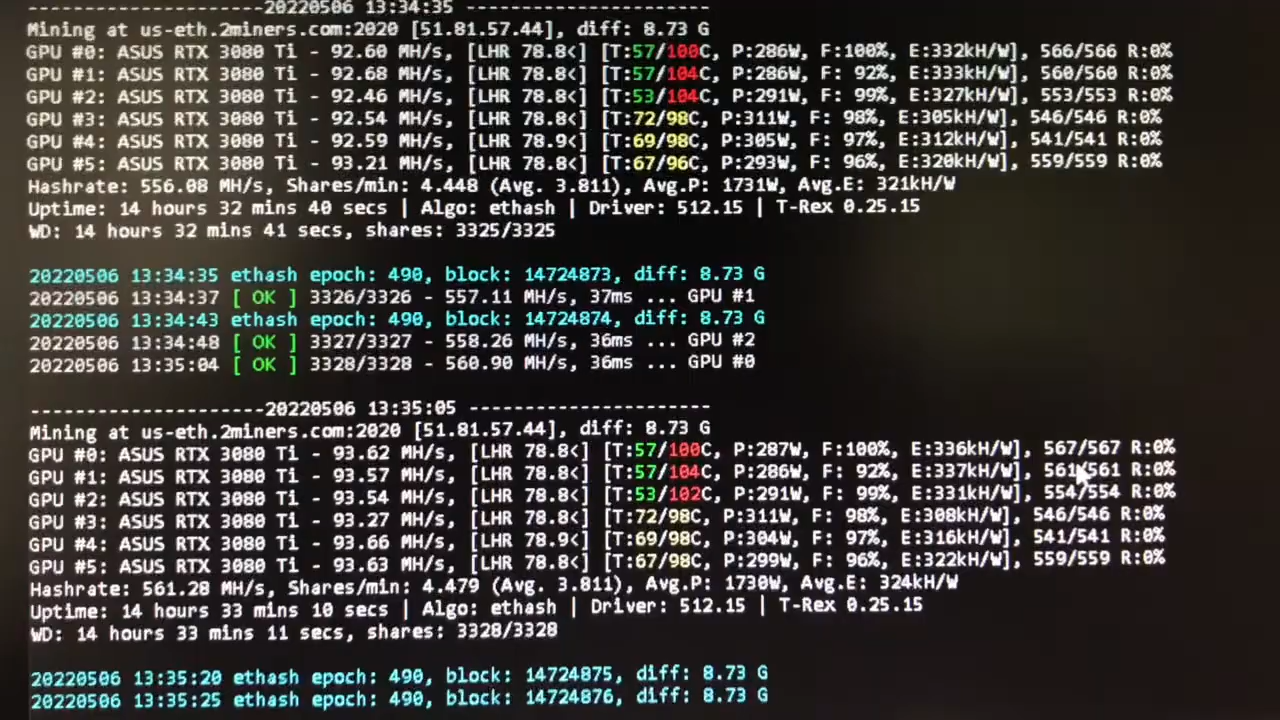 ---------------------20220506 13:34:35 ----------------------
Mining at us-eth.2miners.com:2020 [51.81.57.44], diff: 8.73 G
GPU #0: ASUS RTX 3080 Ti - 92.60 MH/s, [LHR 78.8<] [T:57/100C, P:286W, F:100%, E:332kH/W], 566/566 R:0%
GPU #1: ASUS RTX 3080 Ti - 92.68 MH/s, [LHR 78.8<] [T:57/104C, P:286W, F: 92%, E:333kH/W], 560/560 R:0%
GPU #2: ASUS RTX 3080 Ti - 92.46 MH/s, [LHR 78.8<] [T:53/104C, P:291W, F: 99%, E:327kH/W], 553/553 R:0%
GPU #3: ASUS RTX 3080 Ti - 92.54 MH/s, [LHR 78.8<] [T:72/98C, P:311W, F: 98%, E:305kH/W], 546/546 R:0%
GPU #4: ASUS RTX 3080 Ti - 92.59 MH/s, [LHR 78.9<] [T:69/98C, P:305W, F: 97%, E:312kH/W], 541/541 R:0%
GPU #5: ASUS RTX 3080 Ti - 93.21 MH/s, [LHR 78.8<] [T:67/96C, P:293W, F: 96%, E:320kH/W], 559/559 R:0%
Hashrate: 556.08 MH/s, Shares/min: 4.448 (Avg. 3.811), Avg.P: 1731W, Avg.E: 321kH/W
Uptime: 14 hours 32 mins 40 secs | Algo: ethash | Driver: 512.15 | T-Rex 0.25.15
WD: 14 hours 32 mins 41 secs, shares: 3325/3325
20220506 13:34:35 ethash epoch: 490, block: 14724873, diff: 8.73 G
20220506 13:34:37 [ OK ] 3326/3326 - 557.11 MH/s, 37ms ... GPU #1
20220506 13:34:43 ethash epoch: 490, block: 14724874, diff: 8.73 G
20220506 13:34:48 [ OK ] 3327/3327 - 558.26 MH/s, 36ms ... GPU #2
20220506 13:35:04 [ OK ] 3328/3328 - 560.90 MH/s, 36ms ... GPU #0
---------------------20220506 13:35:05 ----------------------
Mining at us-eth.2miners.com:2020 [51.81.57.44], diff: 8.73 G
GPU #0: ASUS RTX 3080 Ti - 93.62 MH/s, [LHR 78.8<] [T:57/100C, P:287W, F:100%, E:336kH/W], 567/567 R:0%
GPU #1: ASUS RTX 3080 Ti - 93.57 MH/s, [LHR 78.8<] [T:57/104C, P:286W, F: 92%, E:337kH/W], 561/561 R:0%
GPU #2: ASUS RTX 3080 Ti - 93.54 MH/s, [LHR 78.8<] [T:53/102C, P:291W, F: 99%, E:331kH/W], 554/554 R:0%
GPU #3: ASUS RTX 3080 Ti - 93.27 MH/s, [LHR 78.8<] [T:72/98C, P:311W, F: 98%, E:308kH/W], 546/546 R:0%
GPU #4: ASUS RTX 3080 Ti - 93.66 MH/s, [LHR 78.9<] [T:69/98C, P:304W, F: 97%, E:316kH/W], 541/541 R:0%
GPU #5: ASUS RTX 3080 Ti - 93.63 MH/s, [LHR 78.8<] [T:67/98C, P:299W, F: 96%, E:322kH/W], 559/559 R:0%
Hashrate: 561.28 MH/s, Shares/min: 4.479 (Avg. 3.811), Avg.P: 1730W, Avg.E: 324kH/W
Uptime: 14 hours 33 mins 10 secs | Algo: ethash | Driver: 512.15 | T-Rex 0.25.15
WD: 14 hours 33 mins 11 secs, shares: 3328/3328
20220506 13:35:20 ethash epoch: 490, block: 14724875, diff: 8.73 G
20220506 13:35:25 ethash epoch: 490, block: 14724876, diff: 8.73 G